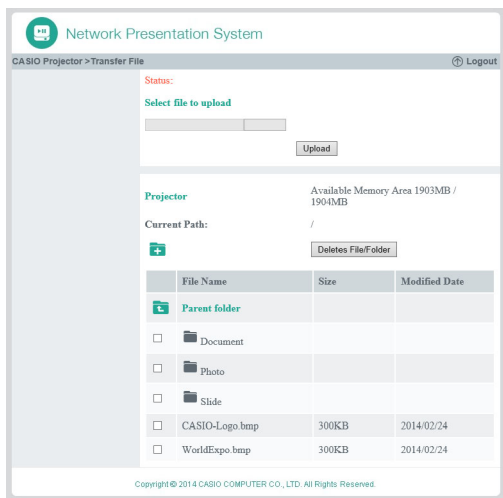 Network Presentation System
CASIO Projector >Transfer File Logout
Status:
Select file to upload
Upload
Projector Available Memory Area 1903MB /
1904MB
Current Path: /
Deletes File/Folder
File Name Size Modified Date
Parent folder
Document
Photo
Slide
CASIO-Logo.bmp 300KB 2014/02/24
WorldExpo.bmp 300KB 2014/02/24
Copyright © 2014 CASIO COMPUTER CO., LTD. All Rights Reserved.